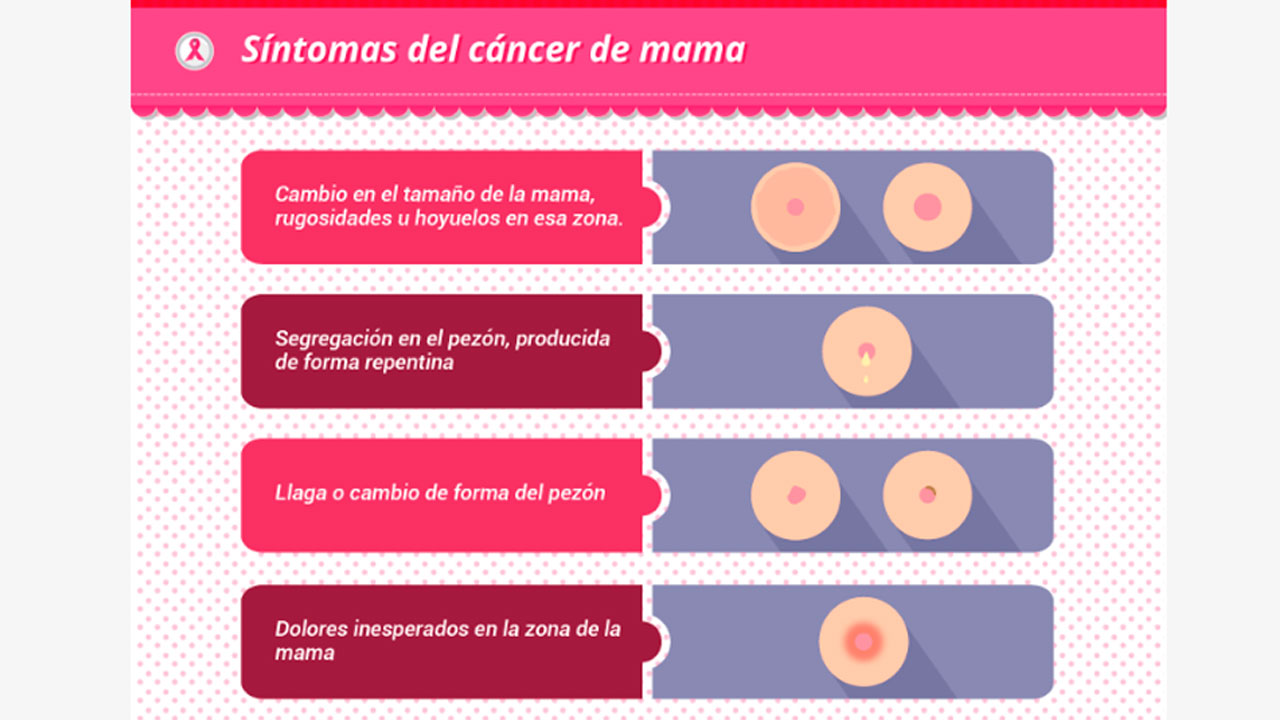 Síntomas del cáncer de mama
Cambio en el tamaño de la mama,
rugosidades u hoyuelos en esa zona.
Segregación en el pezón, producida
de forma repentina
Llaga o cambio de forma del pezón
Dolores inesperados en la zona de la
mama